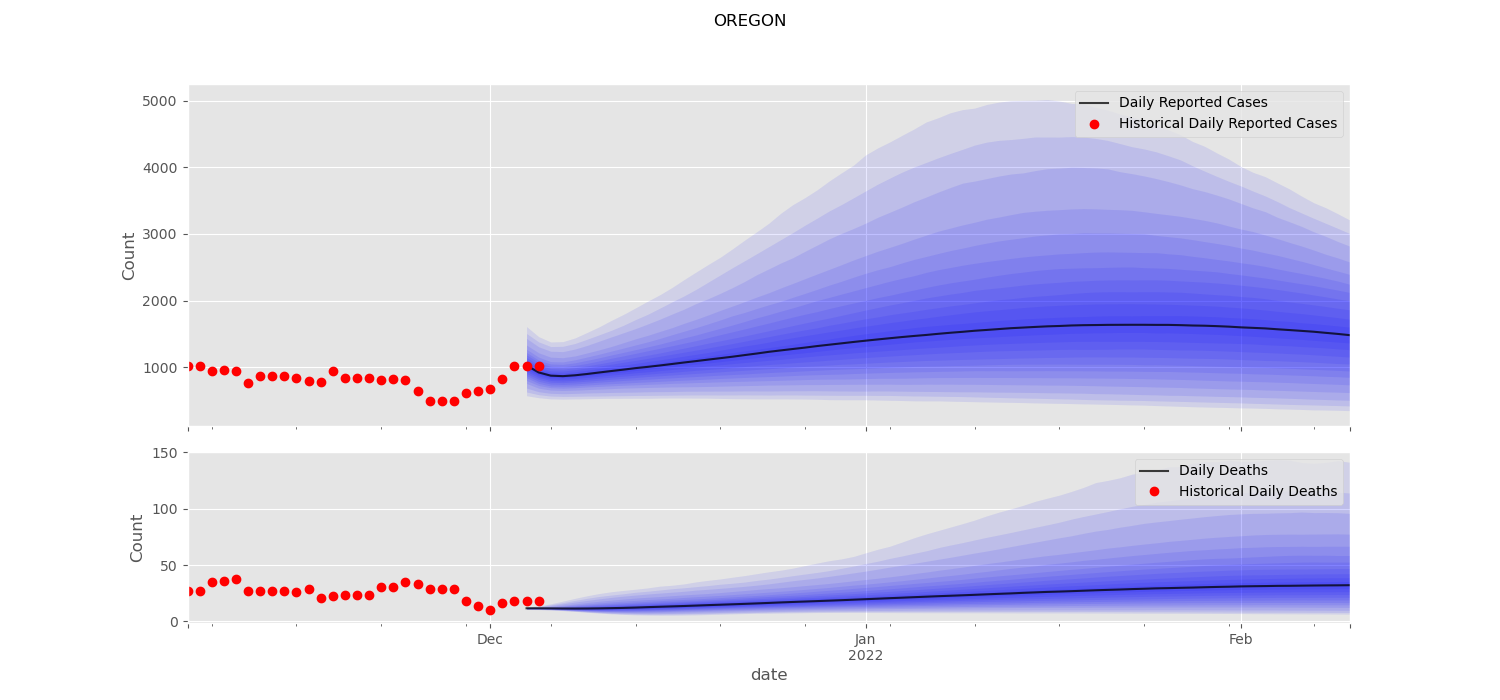 OREGON
5000
4000
3000
2000
1000
Count
Daily Reported Cases
Historical Daily Reported Cases
150
100
50
0
Count
Daily Deaths
Historical Daily Deaths
Dec
Jan
2022
Feb
date